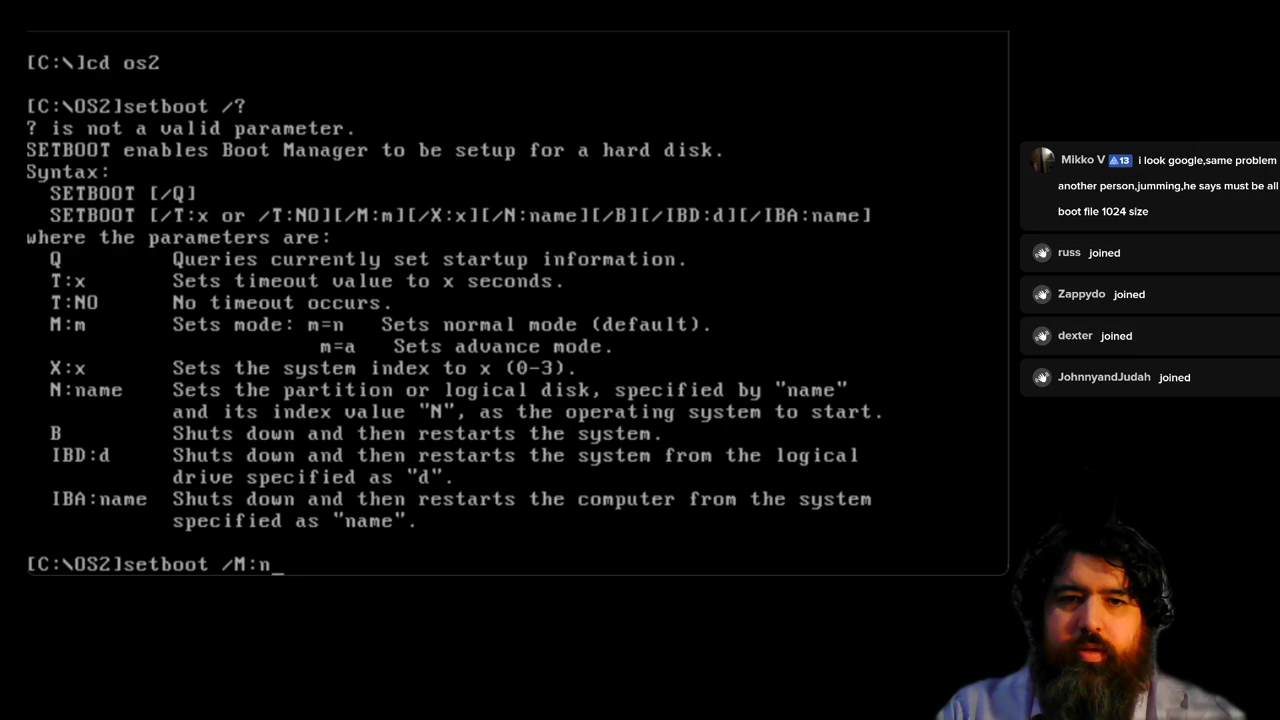 [C:\]cd os2
[C:\OS2]setboot /?
? is not a valid parameter.
SETBOOT enables Boot Manager to be setup for a hard disk.
Syntax:
SETBOOT [/Q]
SETBOOT [/T:x or /T:NO][/M:m][/X:x][/N:name][/B][/IBD:d][/IBA:name]
where the parameters are:
Q Queries currently set startup information.
T:x Sets timeout value to x seconds.
T:NO No timeout occurs.
M:m Sets mode: m=n Sets normal mode (default).
m=a Sets advance mode.
X:x Sets the system index to x (0-3).
N:name Sets the partition or logical disk, specified by "name"
and its index value "N", as the operating system to start.
B Shuts down and then restarts the system.
IBD:d Shuts down and then restarts the system from the logical
drive specified as "d".
IBA:name Shuts down and then restarts the computer from the system
specified as "name".
[C:\OS2]setboot /M:n_
Mikko V 13 i look google,same problem
another person,jumming,he says must be all
boot file 1024 size
russ joined
Zappydo joined
dexter joined
JohnnyandJudah joined